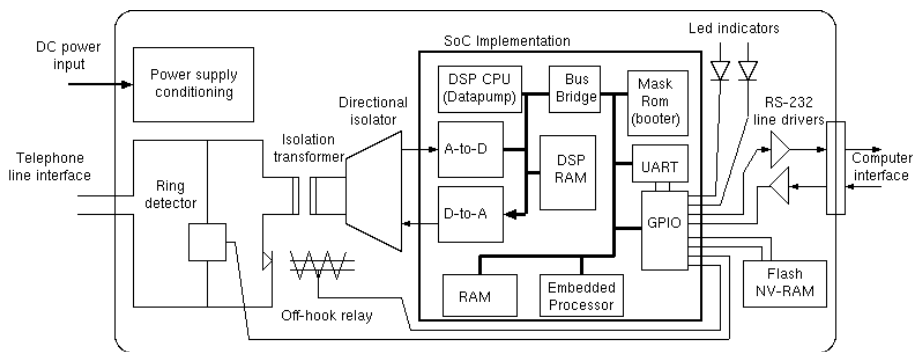 SoC Implementation
Led indicators
DC power
input
Power supply
conditioning
DSP CPU
(Datapump)
Bus
Bridge
Mask
Rom
(booter)
RS-232
line drivers
Directional
isolator
Isolation
transformer
A-to-D
DSP
RAM
UART
Telephone
line interface
Ring
detector
Computer
interface
D-to-A
GPIO
RAM
Embedded
Processor
Flash
NV-RAM
Off-hook relay